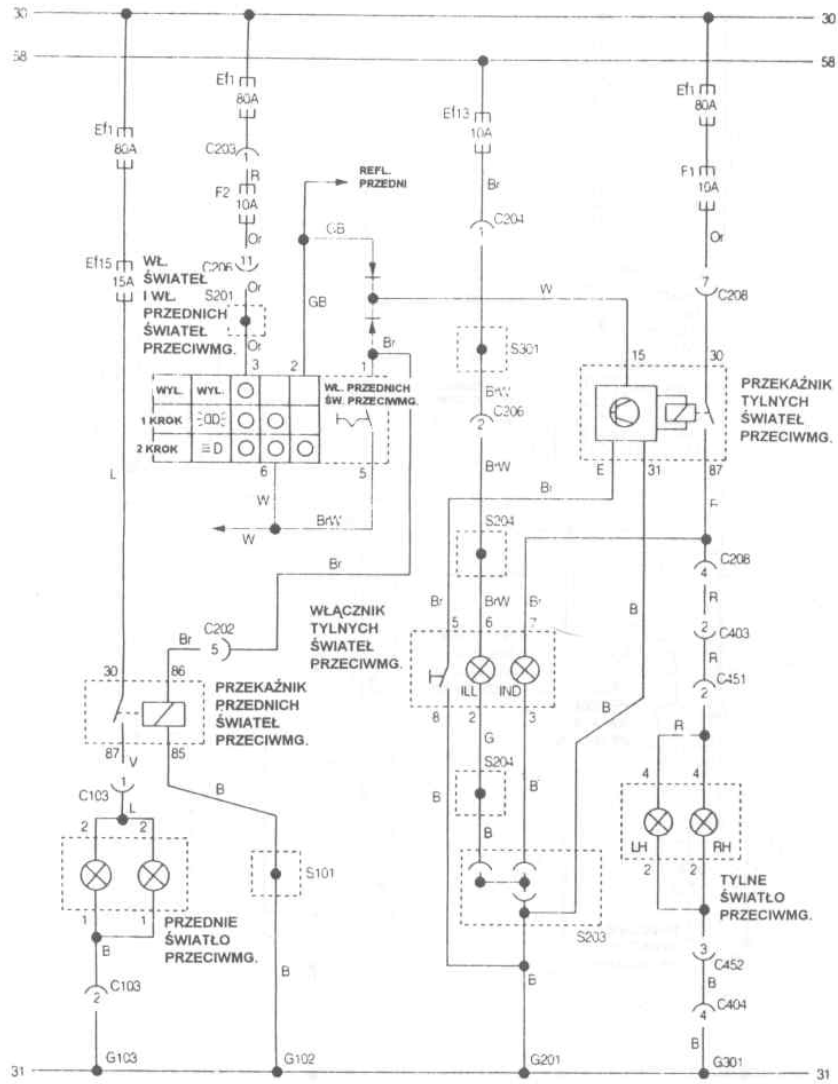 30 30
58 58
Ef1
80A
Ef1
80A
Ef13
10A
Ef1
80A
C203
1
R
F2
10A
REFL.
PRZEDNI
Br
F1
10A
C204
1
Or
GB
Or
11
C206
Ef15
15A
WŁ.
ŚWIATEŁ
I WŁ.
PRZEDNICH
ŚWIATEŁ
PRZECIWMG.
Or
S201
Or
GB
W
7
C208
Br
S301
3 2 1
15 30
WYŁ. WYŁ.
1 KROK
2 KROK
WŁ. PRZEDNICH
ŚW. PRZECIWMG.
BrW
2
C206
PRZEKAŹNIK
TYLNYCH
ŚWIATEŁ
PRZECIWMG.
6 5
E 31 87
L
W
BrW
W
BrW
Br
S204
C208
4
R
Br
Br BrW Br
B
2
C403
R
C451
2
WŁĄCZNIK
TYLNYCH
ŚWIATEŁ
PRZECIWMG.
5 6 7
ILL IND
8 2 3
Br
C202
5
30 86
PRZEKAŹNIK
PRZEDNICH
ŚWIATEŁ
PRZECIWMG.
87 85
V
1
C103
L
B
G
S204
B
B
B
B
R
4 4
LH RH
2 2
2 2
1 1
S101
PRZEDNIE
ŚWIATŁO
PRZECIWMG.
S203
TYLNE
ŚWIATŁO
PRZECIWMG.
B
C103
2
B
B
3
C452
B
C404
4
B
G103
G102
G201
G301
31 31